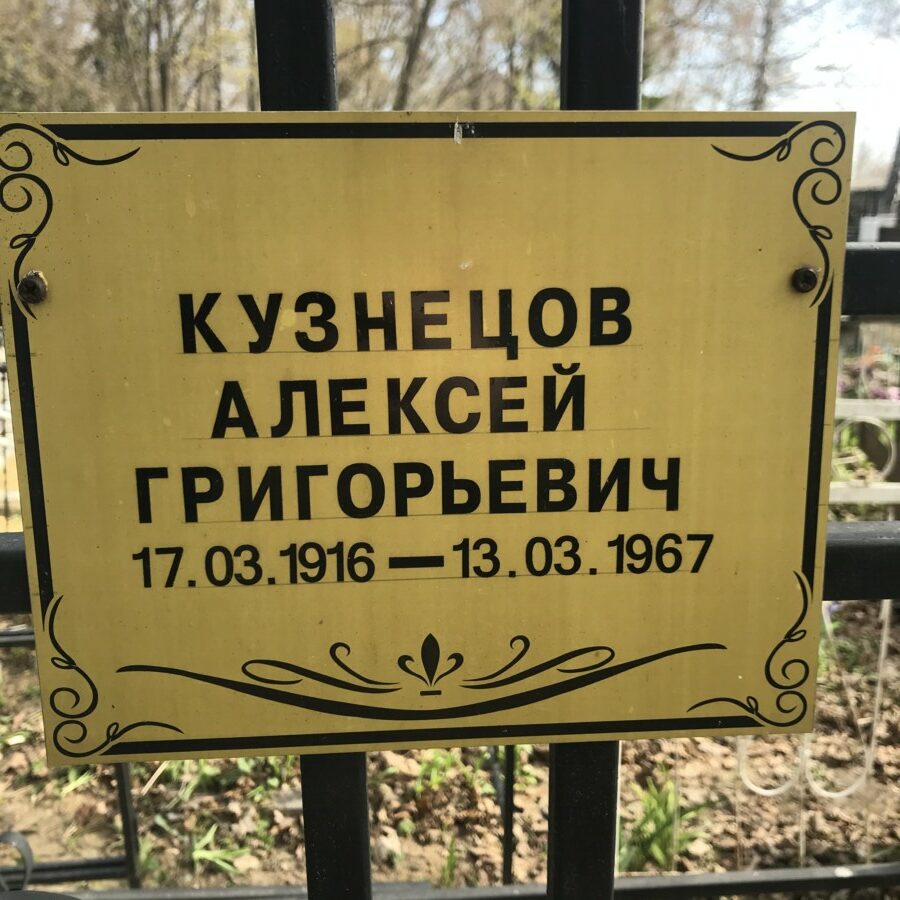 КУЗНЕЦОВ
АЛЕКСЕЙ
ГРИГОРЬЕВИЧ
17.03.1916 — 13.03.1967